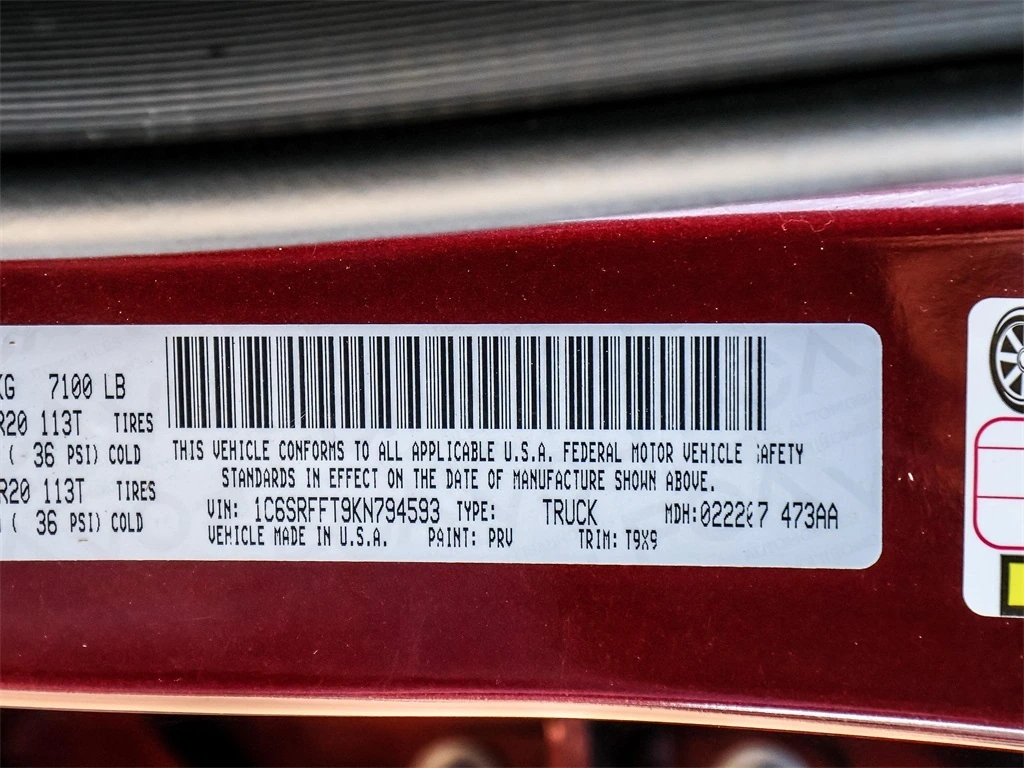 KG 7100 LB
R20 113T TIRES
( 36 PSI) COLD
R20 113T TIRES
( 36 PSI) COLD
THIS VEHICLE CONFORMS TO ALL APPLICABLE U.S.A. FEDERAL MOTOR VEHICLE SAFETY
STANDARDS IN EFFECT ON THE DATE OF MANUFACTURE SHOWN ABOVE.
VIN: 1C6SRFFT9KN794593 TYPE: TRUCK MDH: 473AA
VEHICLE MADE IN U.S.A. PAINT: PRV TRIM: T9X9